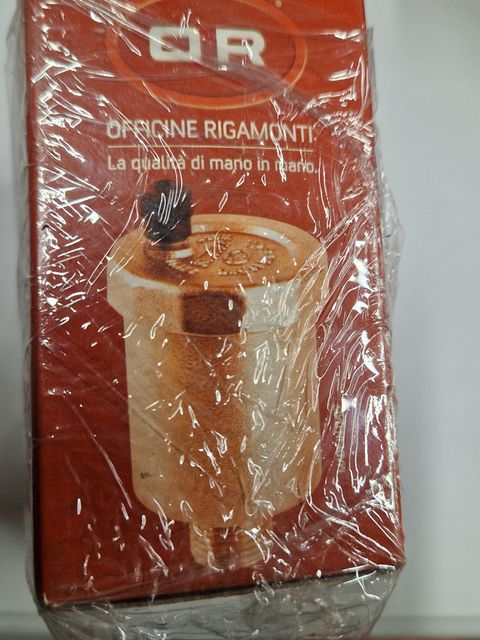 OR
OFFICINE RIGAMONTI
La qualità di mano in mano.